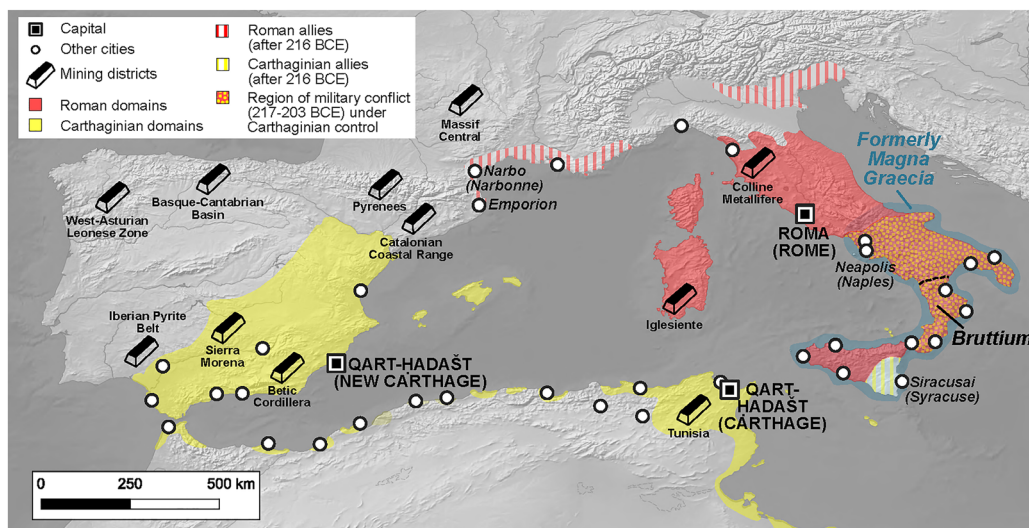 Capital
Other cities
Mining districts
Roman domains
Carthaginian domains
Roman allies
(after 216 BCE)
Carthaginian allies
(after 216 BCE)
Region of military conflict
(217-203 BCE) under
Carthaginian control
Massif
Central
Formerly
Magna
Graecia
West-Asturian
Leonese Zone
Basque-Cantabrian
Basin
Pyrenees
Narbo
(Narbonne)
Emporion
Catalonian
Coastal Range
Colline
Metallifere
ROMA
(ROME)
Neapolis
(Naples)
Iberian Pyrite
Belt
Sierra
Morena
Betic
Cordillera
QART-HADAŠT
(NEW CARTHAGE)
Iglesiente
Bruttium
Siracusai
(Syracuse)
QART-
HADAŠT
(CARTHAGE)
Tunisia
0 250 500 km